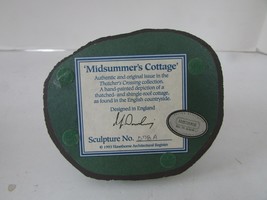 'Midsummer's Cottage'
Authentic and original issue in the
Thatcher's Crossing collection.
A hand-painted depiction of a
thatched- and shingle-roof cottage,
as found in the English countryside.
Designed in England
Sculpture No.
© 1993 Hawthorne Architectural Register